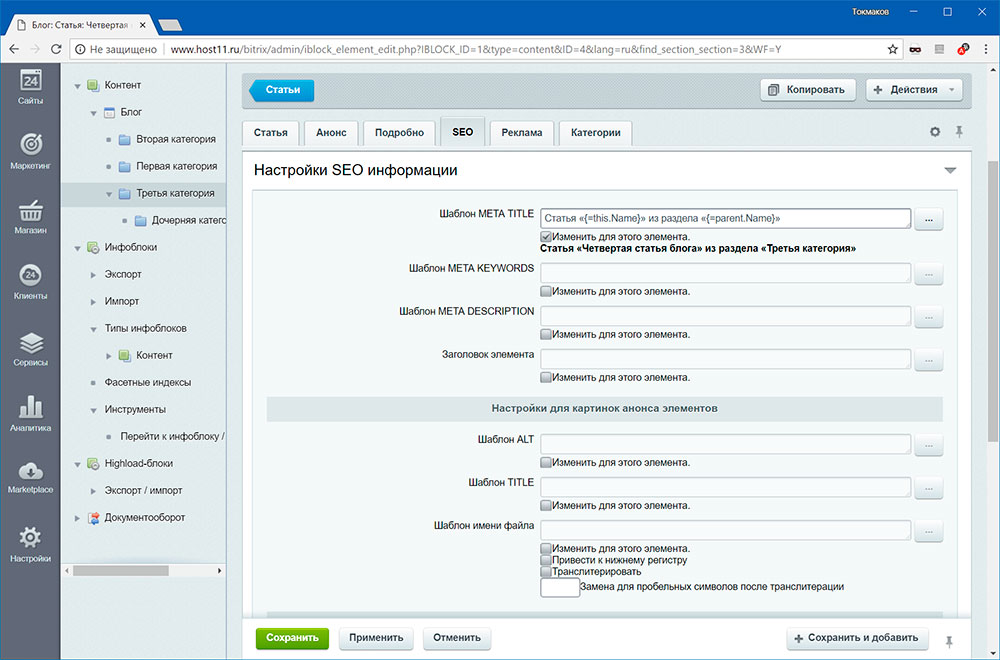 Токмаков
Блог: Статья: Четвертая
Не защищено
www.host11.ru/bitrix/admin/iblock_element_edit.php?IBLOCK_ID=1&type=content&ID=4&lang=ru&find_section_section=3&WF=Y
24
Сайты
Маркетинг
Магазин
24
Клиенты
Сервисы
Аналитика
Marketplace
Настройки
Контент
Блог
Вторая категория
Первая категория
Третья категория
Дочерняя катего
Инфоблоки
Экспорт
Импорт
Типы инфоблоков
Контент
Фасетные индексы
Инструменты
Перейти к инфоблоку /
Highload-блоки
Экспорт / импорт
Документооборот
Статьи
Копировать
Действия
Статья Анонс Подробно SEO Реклама Категории
Настройки SEO информации
Шаблон META TITLE
Статья «{=this.Name}» из раздела «{=parent.Name}»
...
Изменить для этого элемента.
Статья «Четвертая статья блога» из раздела «Третья категория»
Шаблон META KEYWORDS
...
Изменить для этого элемента.
Шаблон META DESCRIPTION
...
Изменить для этого элемента.
Заголовок элемента
...
Изменить для этого элемента.
Настройки для картинок анонса элементов
Шаблон ALT
...
Изменить для этого элемента.
Шаблон TITLE
...
Изменить для этого элемента.
Шаблон имени файла
...
Изменить для этого элемента.
Привести к нижнему регистру
Транслитерировать
Замена для пробельных символов после транслитерации
Сохранить
Применить
Отменить
Сохранить и добавить